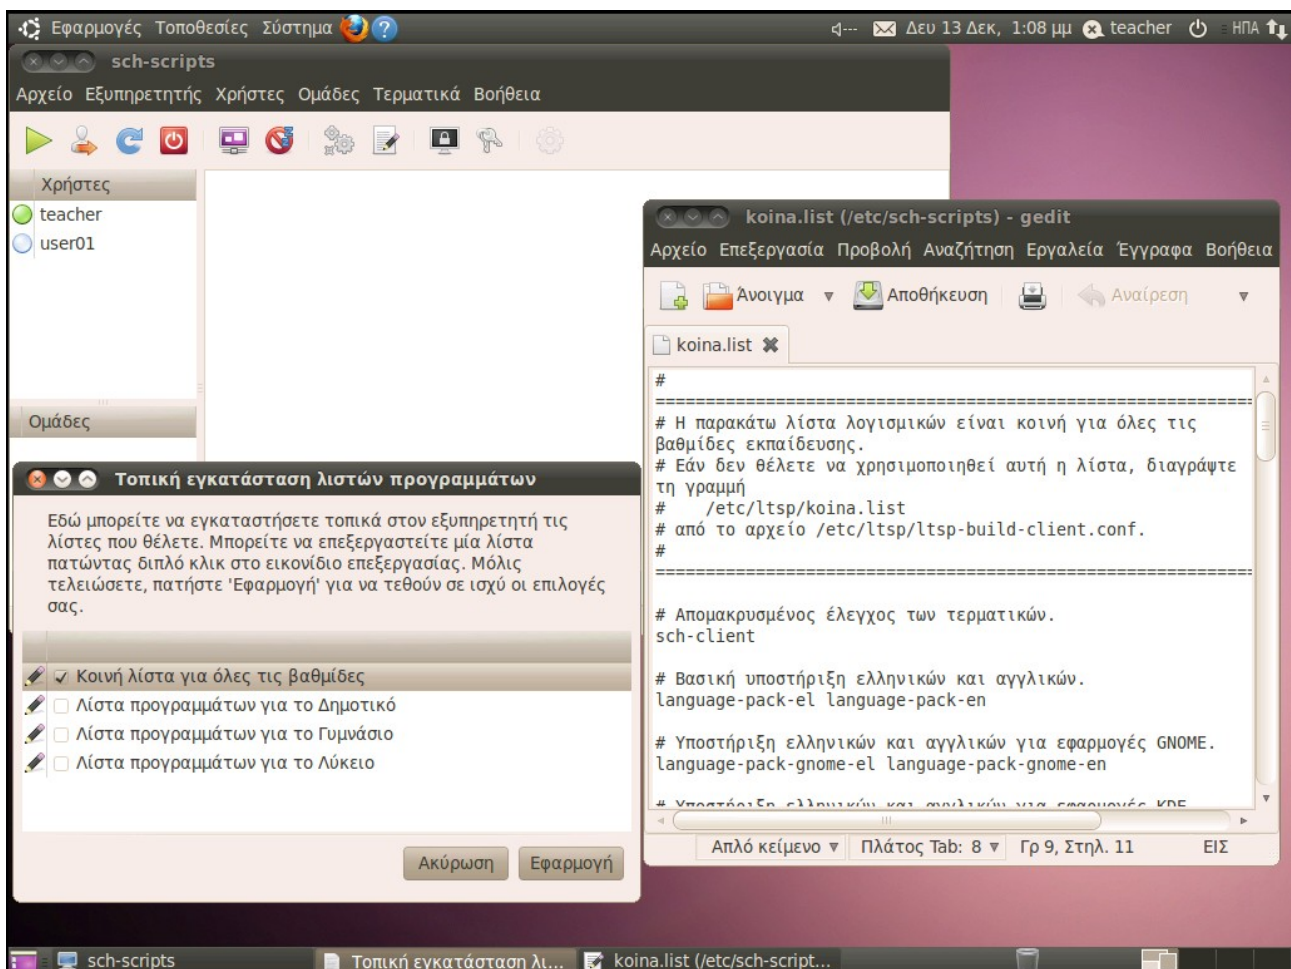 Εφαρμογές Τοποθεσίες Σύστημα
Δευ 13 Δεκ, 1:08 μμ
teacher
ΗΠΑ
sch-scripts
Αρχείο Εξυπηρετητής Χρήστες Ομάδες Τερματικά Βοήθεια
Χρήστες
teacher
user01
Ομάδες
koina.list (/etc/sch-scripts) - gedit
Αρχείο Επεξεργασία Προβολή Αναζήτηση Εργαλεία Έγγραφα Βοήθεια
Άνοιγμα
Αποθήκευση
Αναίρεση
koina.list
#
============================================================
# Η παρακάτω λίστα λογισμικών είναι κοινή για όλες τις
βαθμίδες εκπαίδευσης.
# Εάν δεν θέλετε να χρησιμοποιηθεί αυτή η λίστα, διαγράψτε
τη γραμμή
#    /etc/ltsp/koina.list
# από το αρχείο /etc/ltsp/ltsp-build-client.conf.
#
============================================================
# Απομακρυσμένος έλεγχος των τερματικών.
sch-client
# Βασική υποστήριξη ελληνικών και αγγλικών.
language-pack-el language-pack-en
# Υποστήριξη ελληνικών και αγγλικών για εφαρμογές GNOME.
language-pack-gnome-el language-pack-gnome-en
# Υποστήριξη ελληνικών και αγγλικών για εφαρμογές KDE
Απλό κείμενο
Πλάτος Tab: 8
Γρ 9, Στηλ. 11
ΕΙΣ
Τοπική εγκατάσταση λιστών προγραμμάτων
Εδώ μπορείτε να εγκαταστήσετε τοπικά στον εξυπηρετητή τις
λίστες που θέλετε. Μπορείτε να επεξεργαστείτε μία λίστα
πατώντας διπλό κλικ στο εικονίδιο επεξεργασίας. Μόλις
τελειώσετε, πατήστε 'Εφαρμογή' για να τεθούν σε ισχύ οι επιλογές
σας.
Κοινή λίστα για όλες τις βαθμίδες
Λίστα προγραμμάτων για το Δημοτικό
Λίστα προγραμμάτων για το Γυμνάσιο
Λίστα προγραμμάτων για το Λύκειο
Ακύρωση
Εφαρμογή
sch-scripts
Τοπική εγκατάσταση λι...
koina.list (/etc/sch-script...